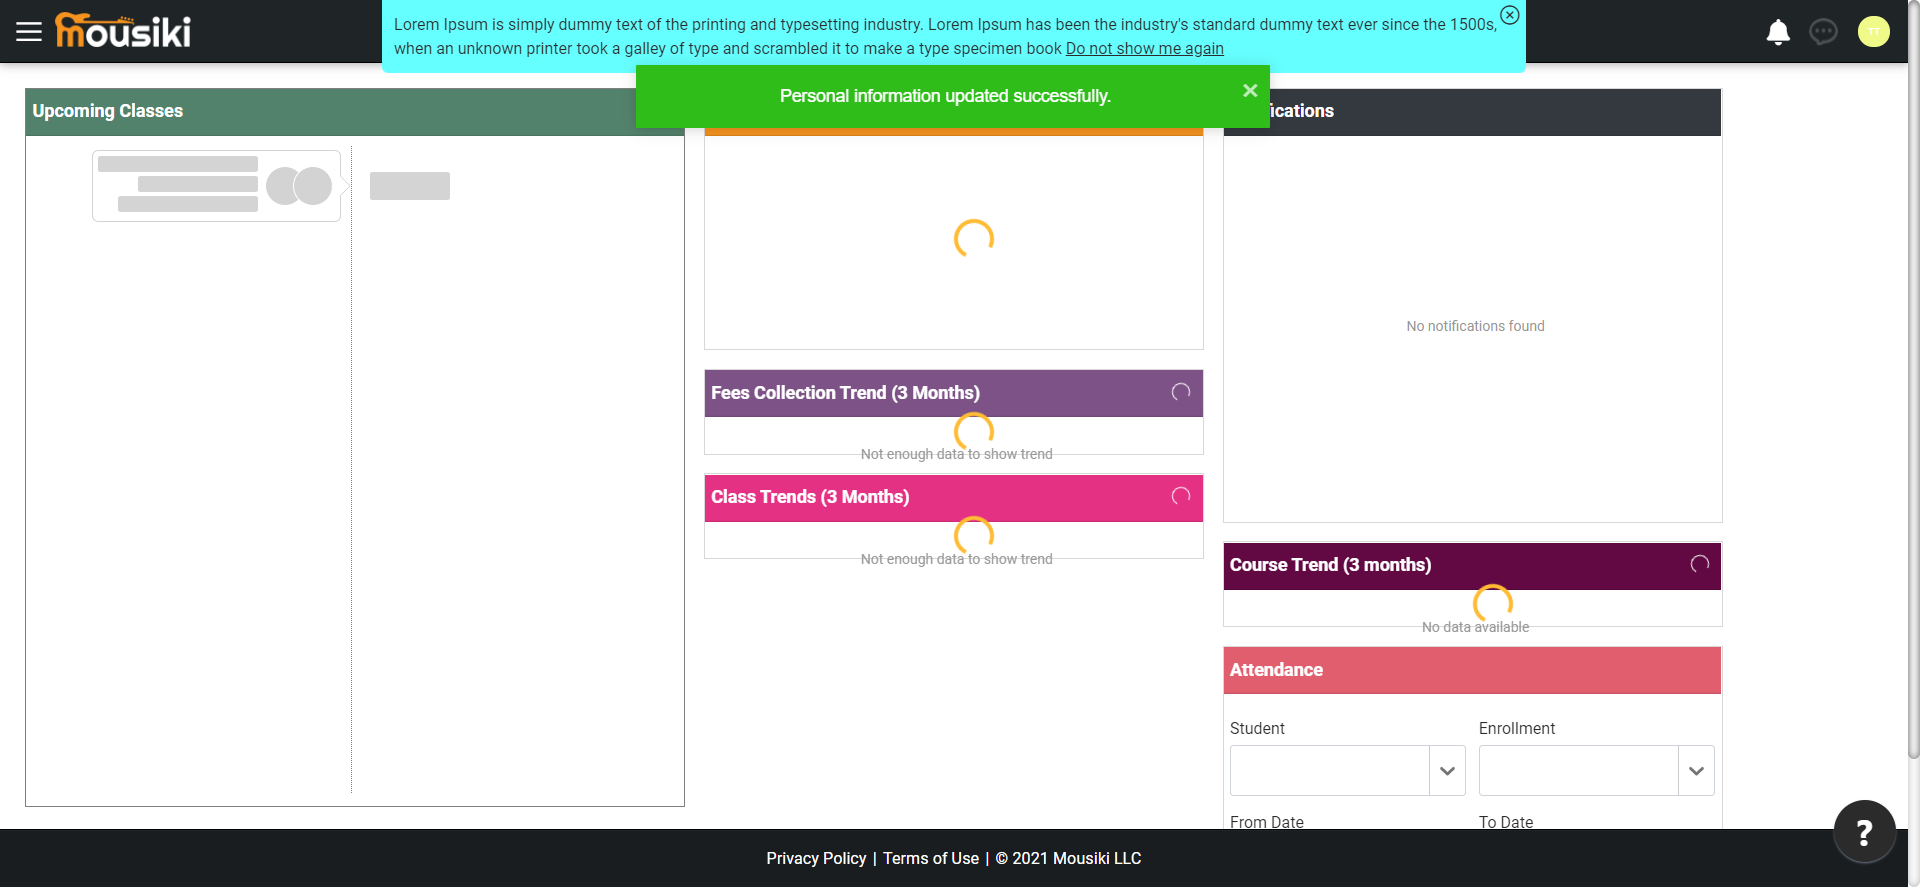 mousiki
Lorem Ipsum is simply dummy text of the printing and typesetting industry. Lorem Ipsum has been the industry's standard dummy text ever since the 1500s,
when an unknown printer took a galley of type and scrambled it to make a type specimen book Do not show me again
TT
Personal information updated successfully.
Upcoming Classes
ications
No notifications found
Fees Collection Trend (3 Months)
Not enough data to show trend
Class Trends (3 Months)
Not enough data to show trend
Course Trend (3 months)
No data available
Attendance
Student
Enrollment
From Date
To Date
?
Privacy Policy | Terms of Use | © 2021 Mousiki LLC